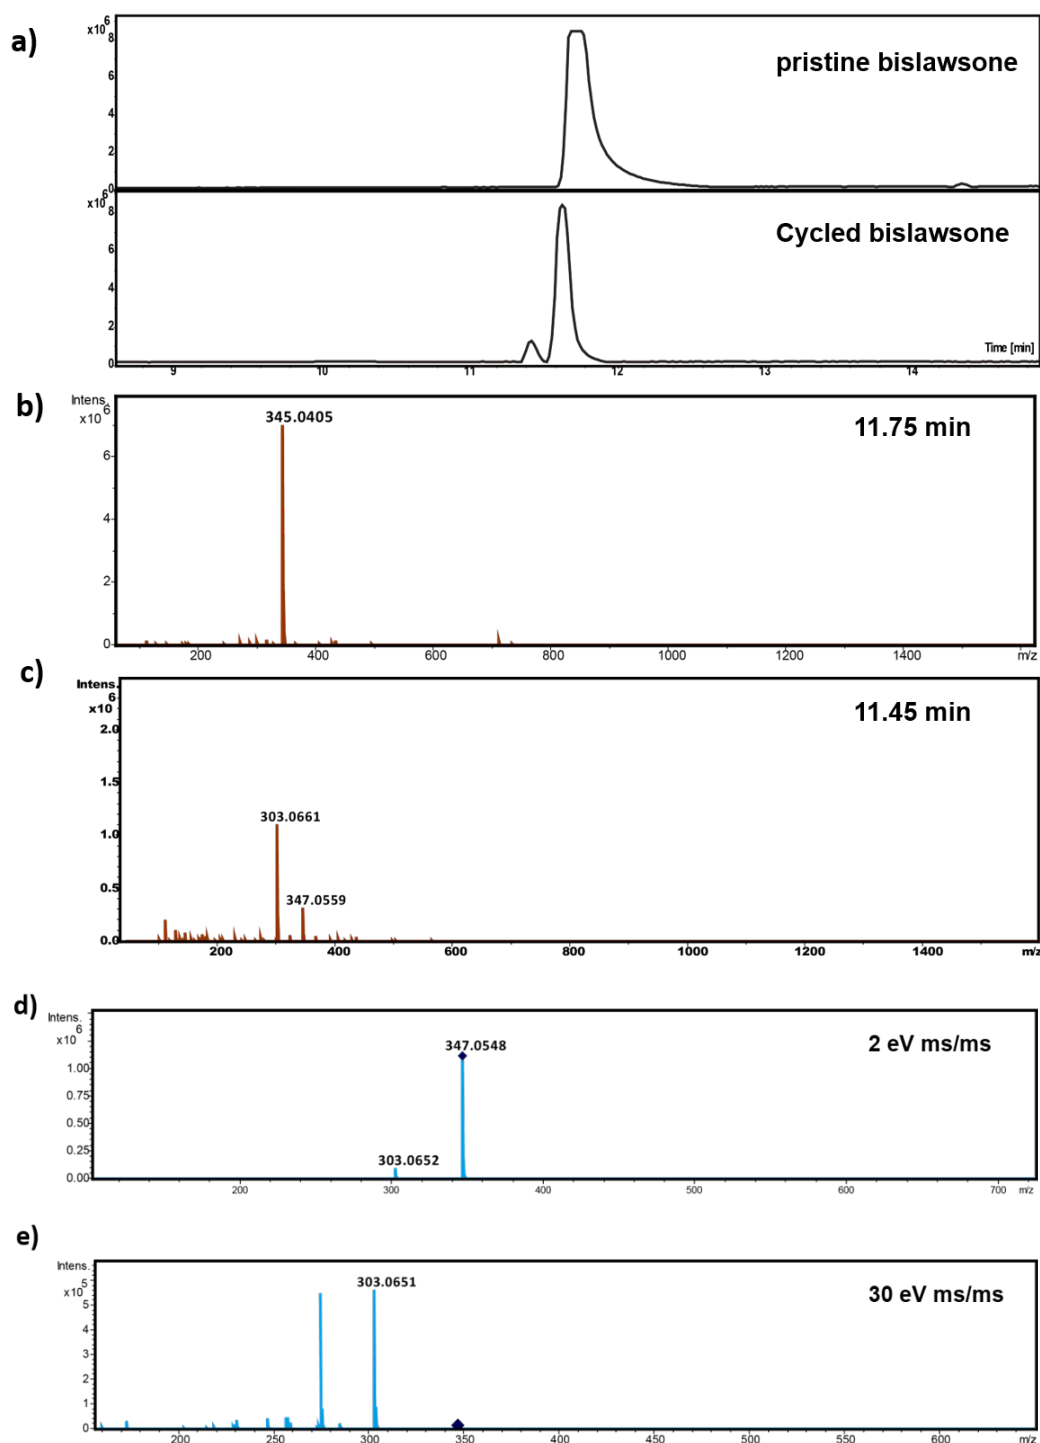 a)
x10 6
8
6
4
2
0
pristine bislawsone
x10 6
8
6
4
2
0
Cycled bislawsone
Time [min]
9 10 11 12 13 14
b)
Intens.
x10 6
6
4
2
0
345.0405
11.75 min
200 400 600 800 1000 1200 1400 m/z
c)
Intens.
6
x10
2.0
1.5
1.0
0.5
0.0
303.0661
347.0559
11.45 min
200 400 600 800 1000 1200 1400 m/z
d)
Intens.
6
x10
1.00
0.75
0.50
0.25
0.00
347.0548
303.0652
2 eV ms/ms
200 300 400 500 600 700 m/z
e)
Intens.
x10 5
5
4
3
2
1
0
303.0651
30 eV ms/ms
200 250 300 350 400 450 500 550 600 m/z